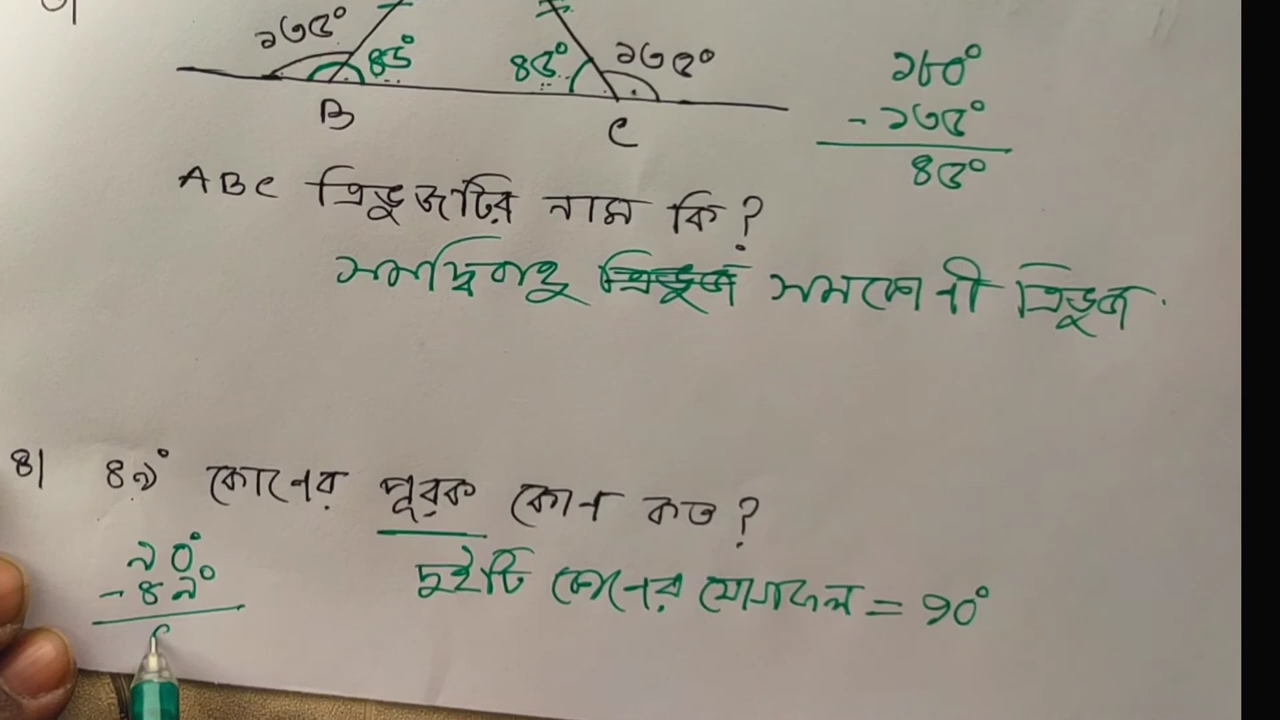 ১৩৫° ৪৫° ৪৫° ১৩৫°
B C
১৮০°
- ১৩৫°
৪৫°
ABC ত্রিভুজটির নাম কি?
সমদ্বিবাহু ত্রিভুজ সমকোনী ত্রিভুজ
৪| ৪৯° কোনের পূরক কোন কত?
৯০°
- ৪৯°
দুইটি কোনের যোগফল = ৯০°